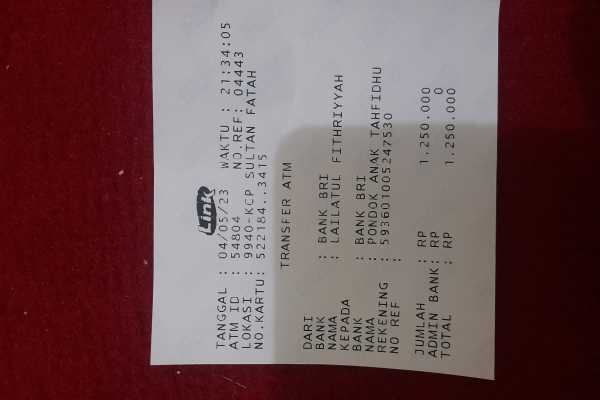 Link
TANGGAL : 04/05/23 WAKTU : 21:34:05
ATM ID : 54804 NO.REF: 04443
LOKASI : 9940-KCP SULTAN FATAH
NO.KARTU: 522184..3415
TRANSFER ATM
DARI
BANK : BANK BRI
NAMA : LAILATUL FITHRIYYAH
KEPADA
BANK : BANK BRI
NAMA : PONDOK ANAK TAHFIDHU
REKENING : 593601005247530
NO REF :
JUMLAH : RP 1.250.000
ADMIN BANK: RP 0
TOTAL : RP 1.250.000